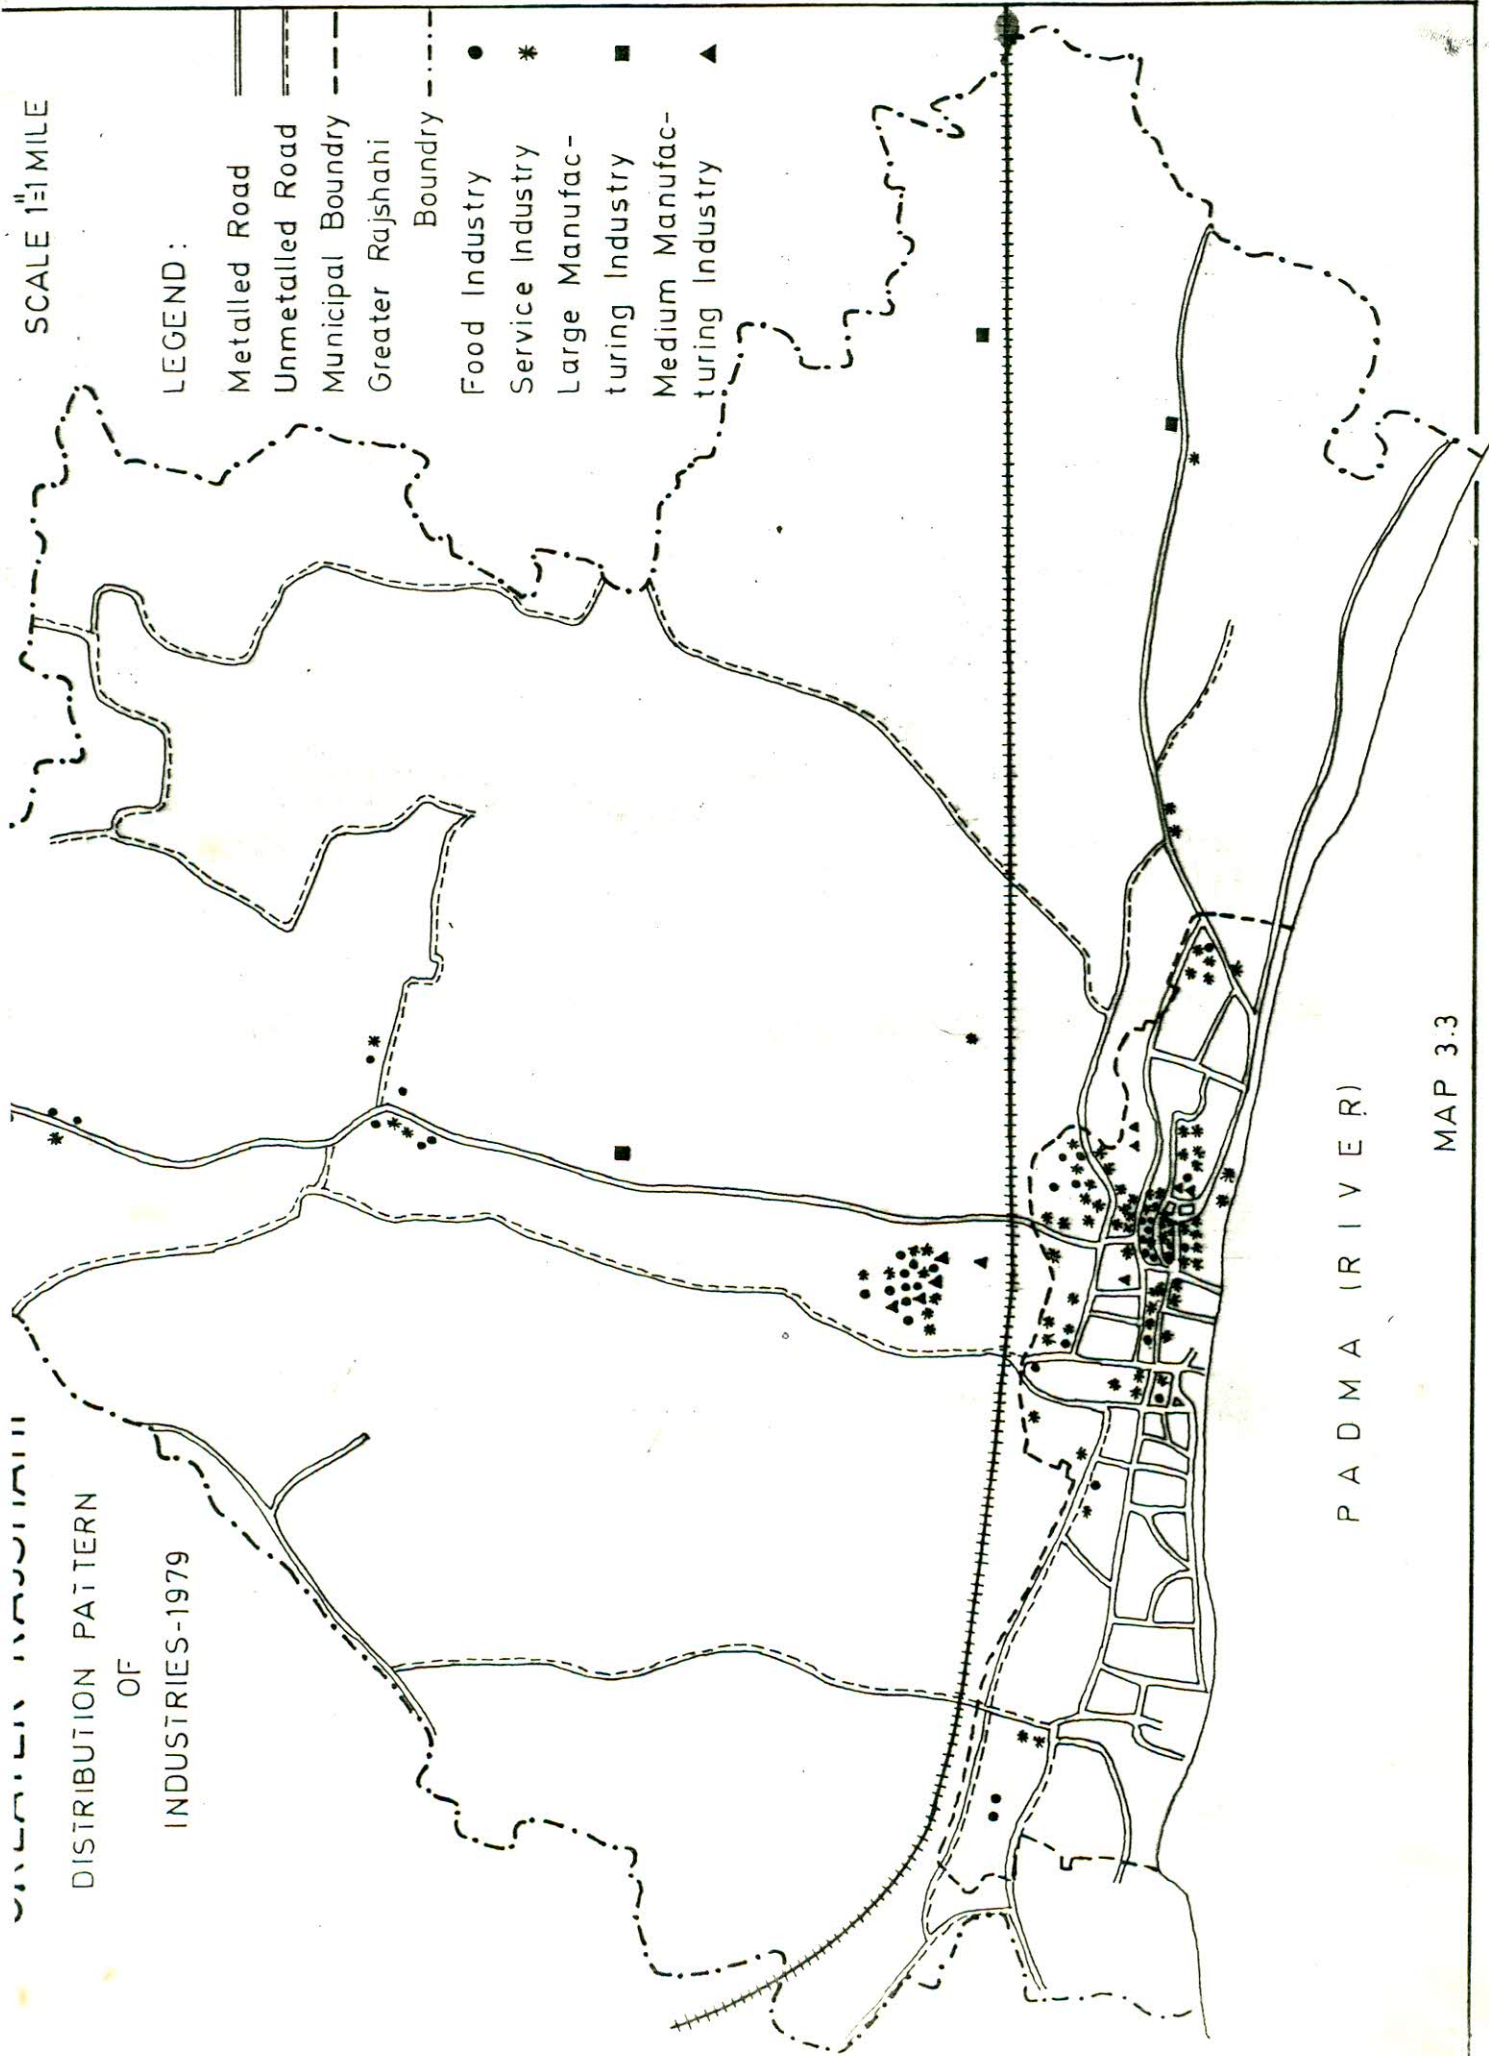 DISTRIBUTION PATTERN
OF
INDUSTRIES-1979
SCALE 1"=1 MILE
LEGEND:
Metalled Road
Unmetalled Road
Municipal Boundry
Greater Rajshahi
Boundry
Food Industry
Service Industry
Large Manufac-
turing Industry
Medium Manufac-
turing Industry
PADMA (RIVER)
MAP 3.3